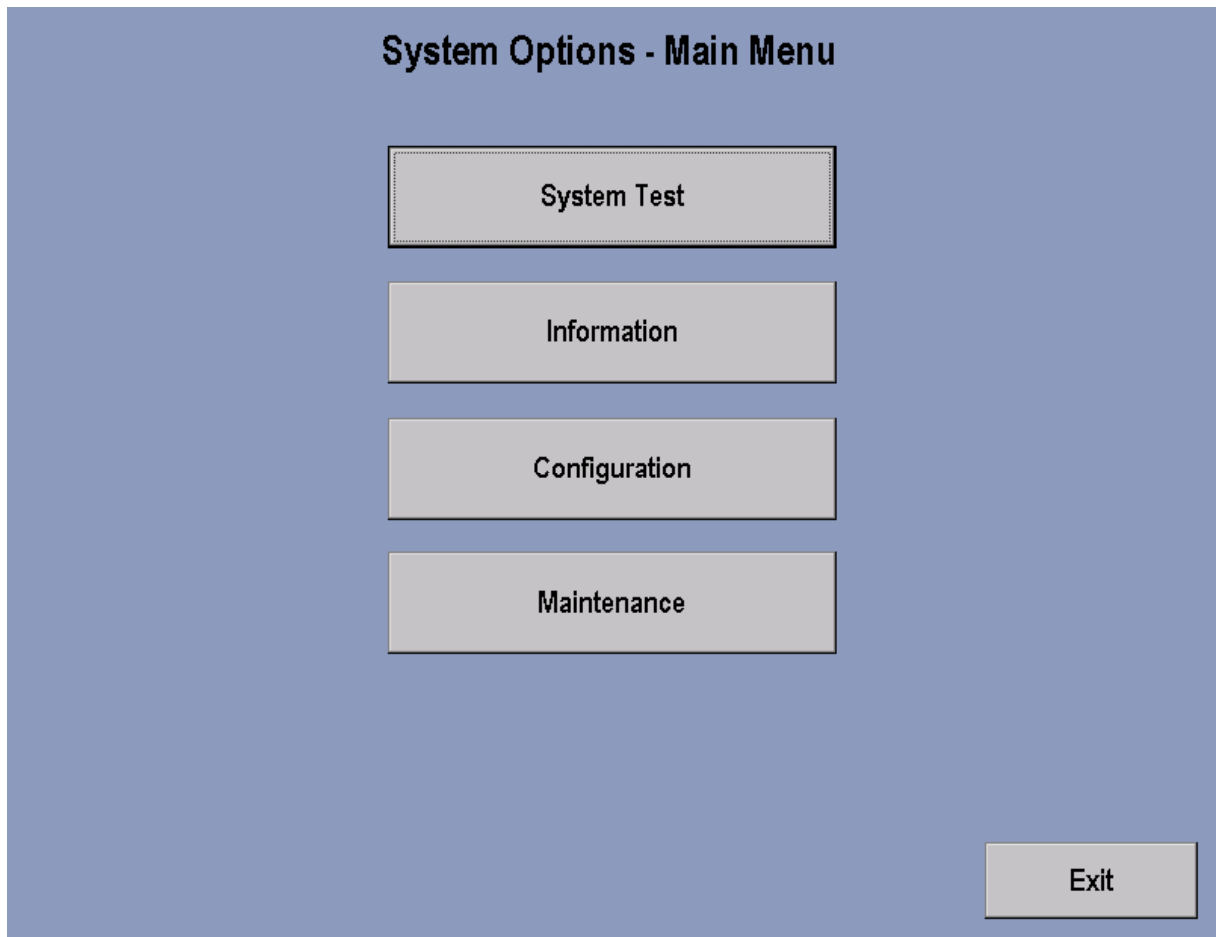 System Options - Main Menu
System Test
Information
Configuration
Maintenance
Exit